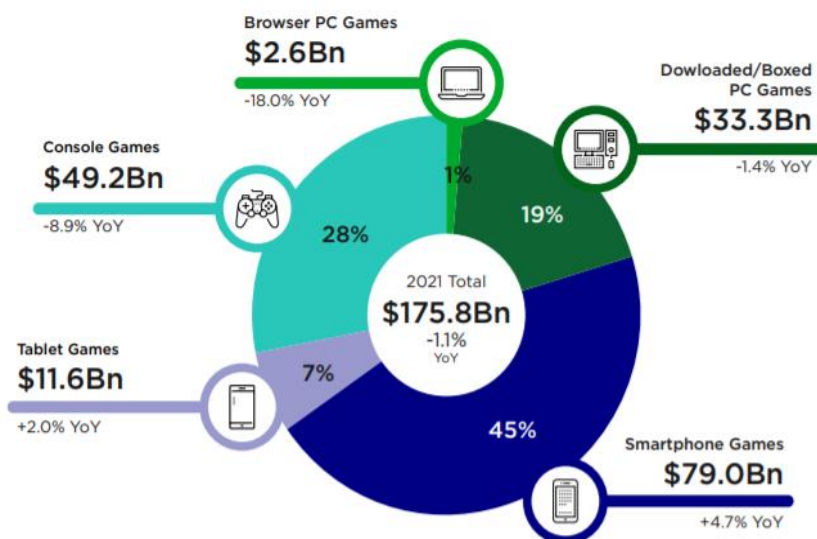 Browser PC Games
$2.6Bn
-18.0% YoY
Dowloaded/Boxed
PC Games
$33.3Bn
-1.4% YoY
Console Games
$49.2Bn
-8.9% YoY
1%
19%
28%
2021 Total
$175.8Bn
-1.1%
YoY
Tablet Games
$11.6Bn
+2.0% YoY
7%
45%
Smartphone Games
$79.0Bn
+4.7% YoY